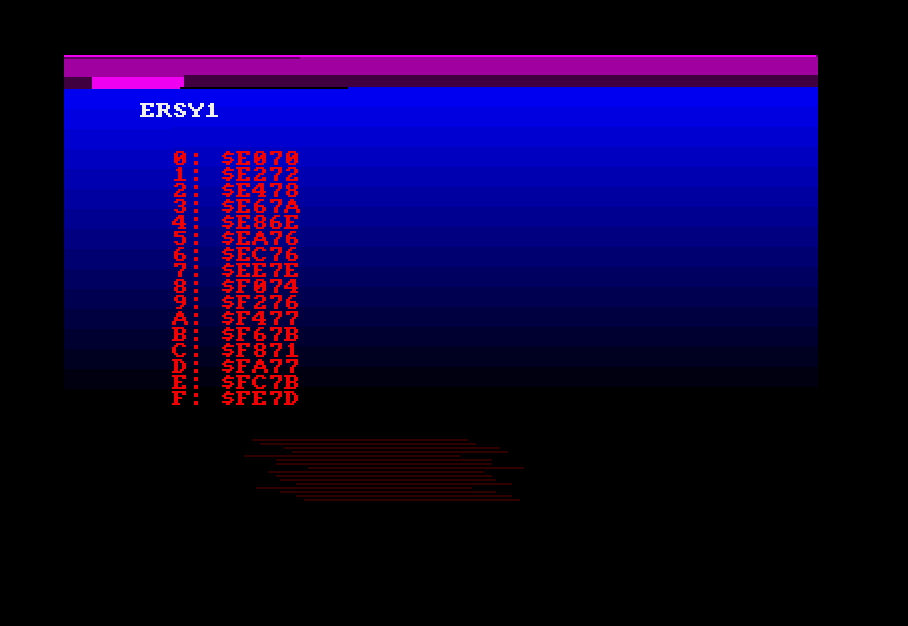 ERSY1
0: $E070
1: $E272
2: $E478
3: $E67A
4: $E86E
5: $EA76
6: $EC76
7: $EE7E
8: $F074
9: $F276
A: $F477
B: $F67B
C: $F871
D: $FA77
E: $FC7B
F: $FE7D